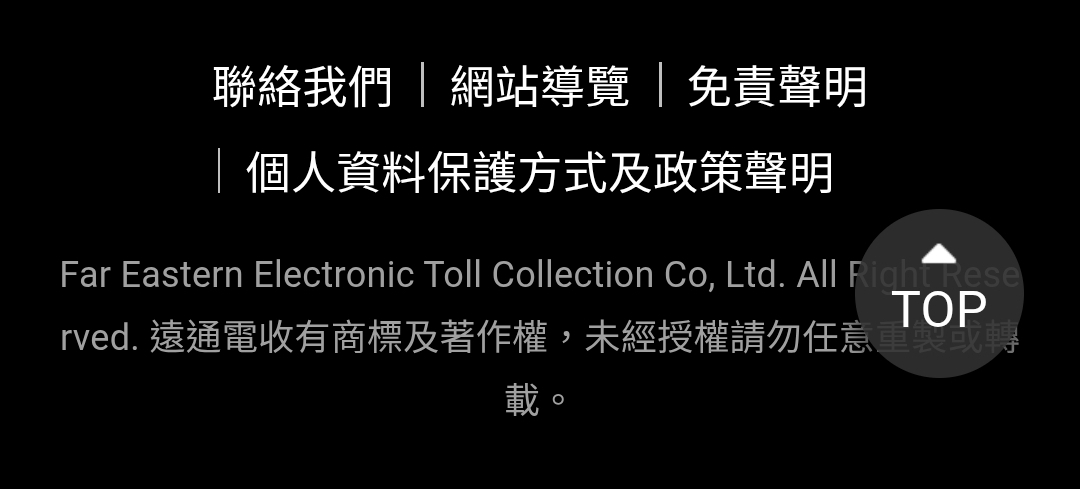 聯絡我們｜網站導覽｜免責聲明
｜個人資料保護方式及政策聲明
Far Eastern Electronic Toll Collection Co, Ltd. All Right Rese
rved. 遠通電收有商標及著作權，未經授權請勿任意重製或轉
載。
TOP